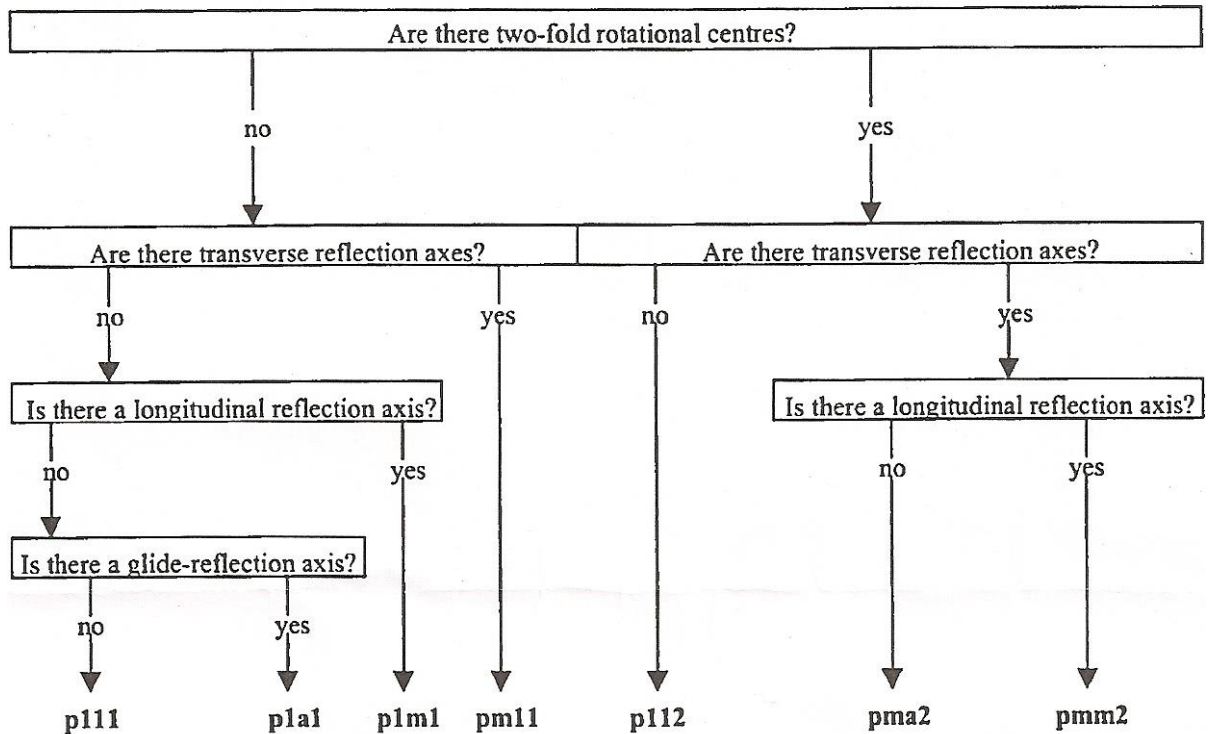 Are there two-fold rotational centres?
no
yes
Are there transverse reflection axes?
Are there transverse reflection axes?
no
yes
no
yes
Is there a longitudinal reflection axis?
Is there a longitudinal reflection axis?
no
yes
no
yes
Is there a glide-reflection axis?
no
yes
p111
p1a1
p1m1
pm11
p112
pma2
pmm2